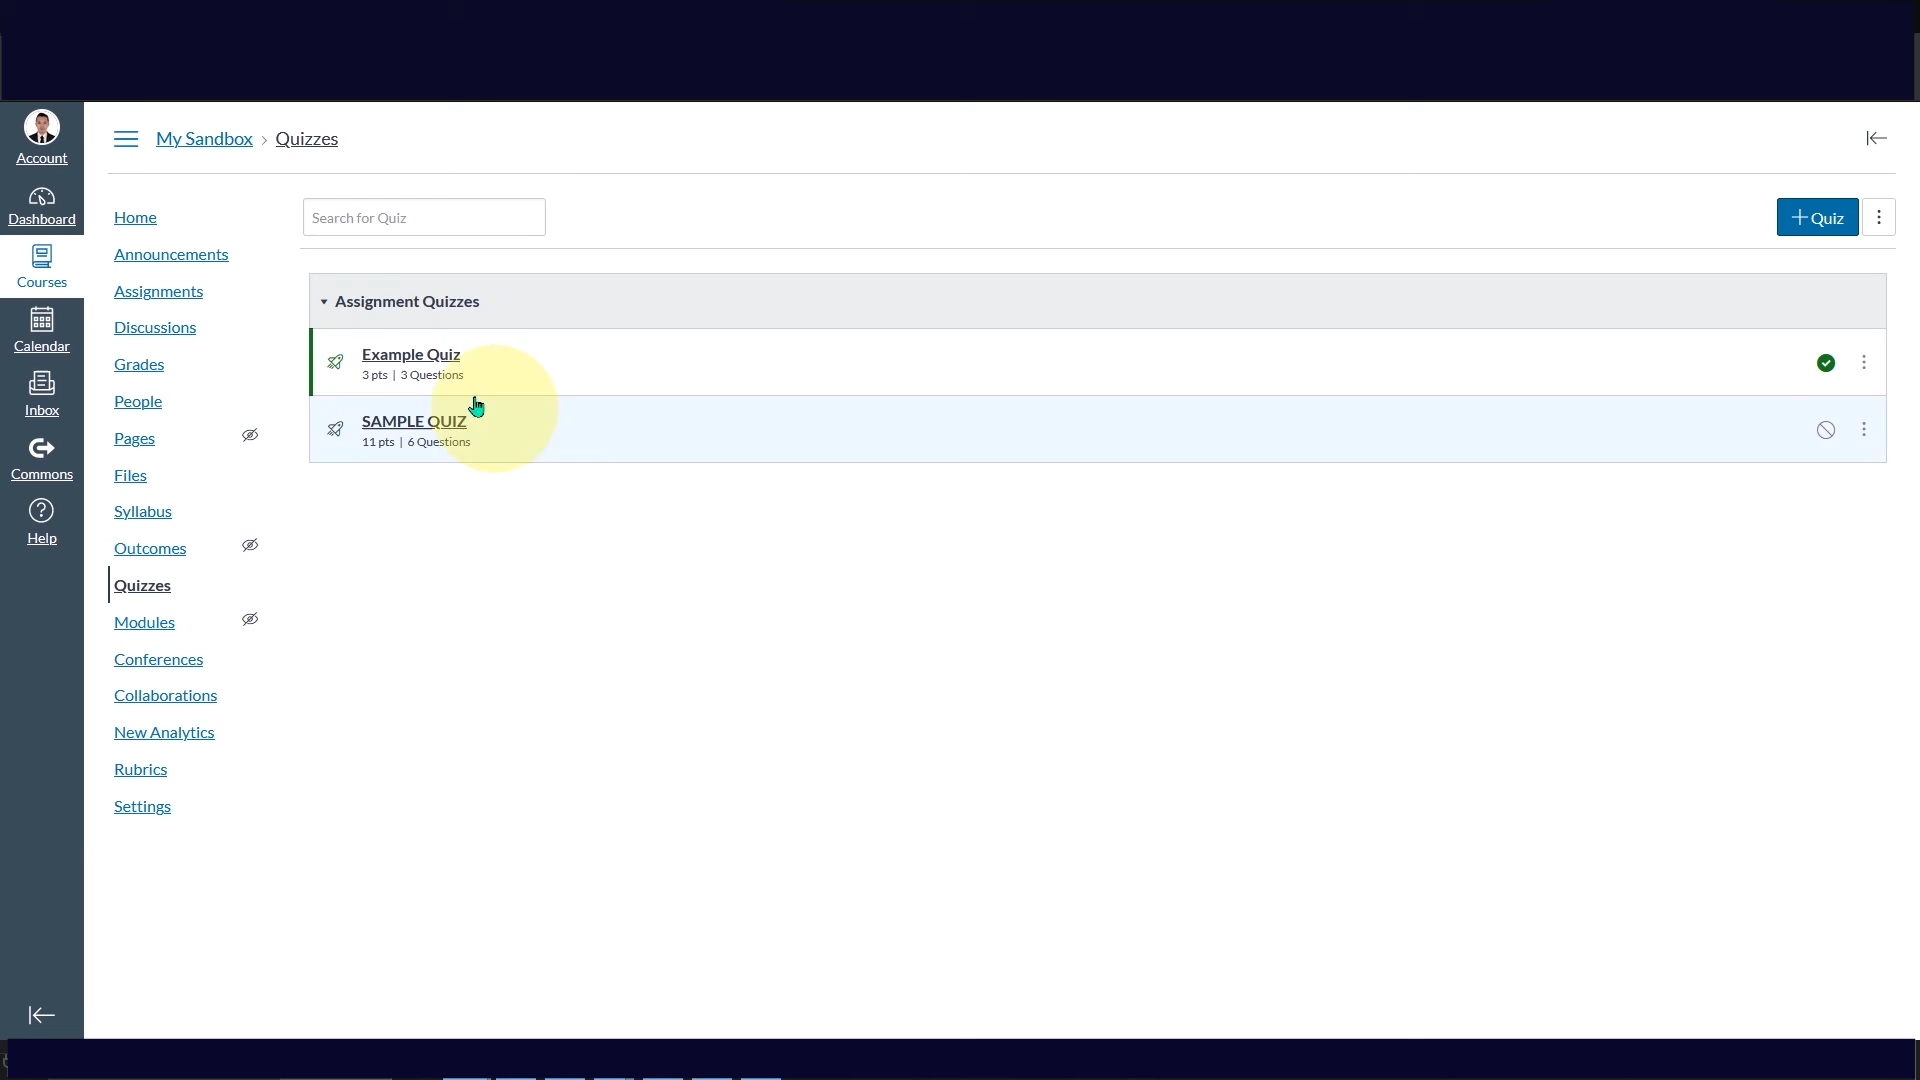 Account
Dashboard
Courses
Calendar
Inbox
Commons
Help
My Sandbox › Quizzes
Home
Announcements
Assignments
Discussions
Grades
People
Pages
Files
Syllabus
Outcomes
Quizzes
Modules
Conferences
Collaborations
New Analytics
Rubrics
Settings
Search for Quiz
+ Quiz
Assignment Quizzes
Example Quiz
3 pts | 3 Questions
SAMPLE QUIZ
11 pts | 6 Questions